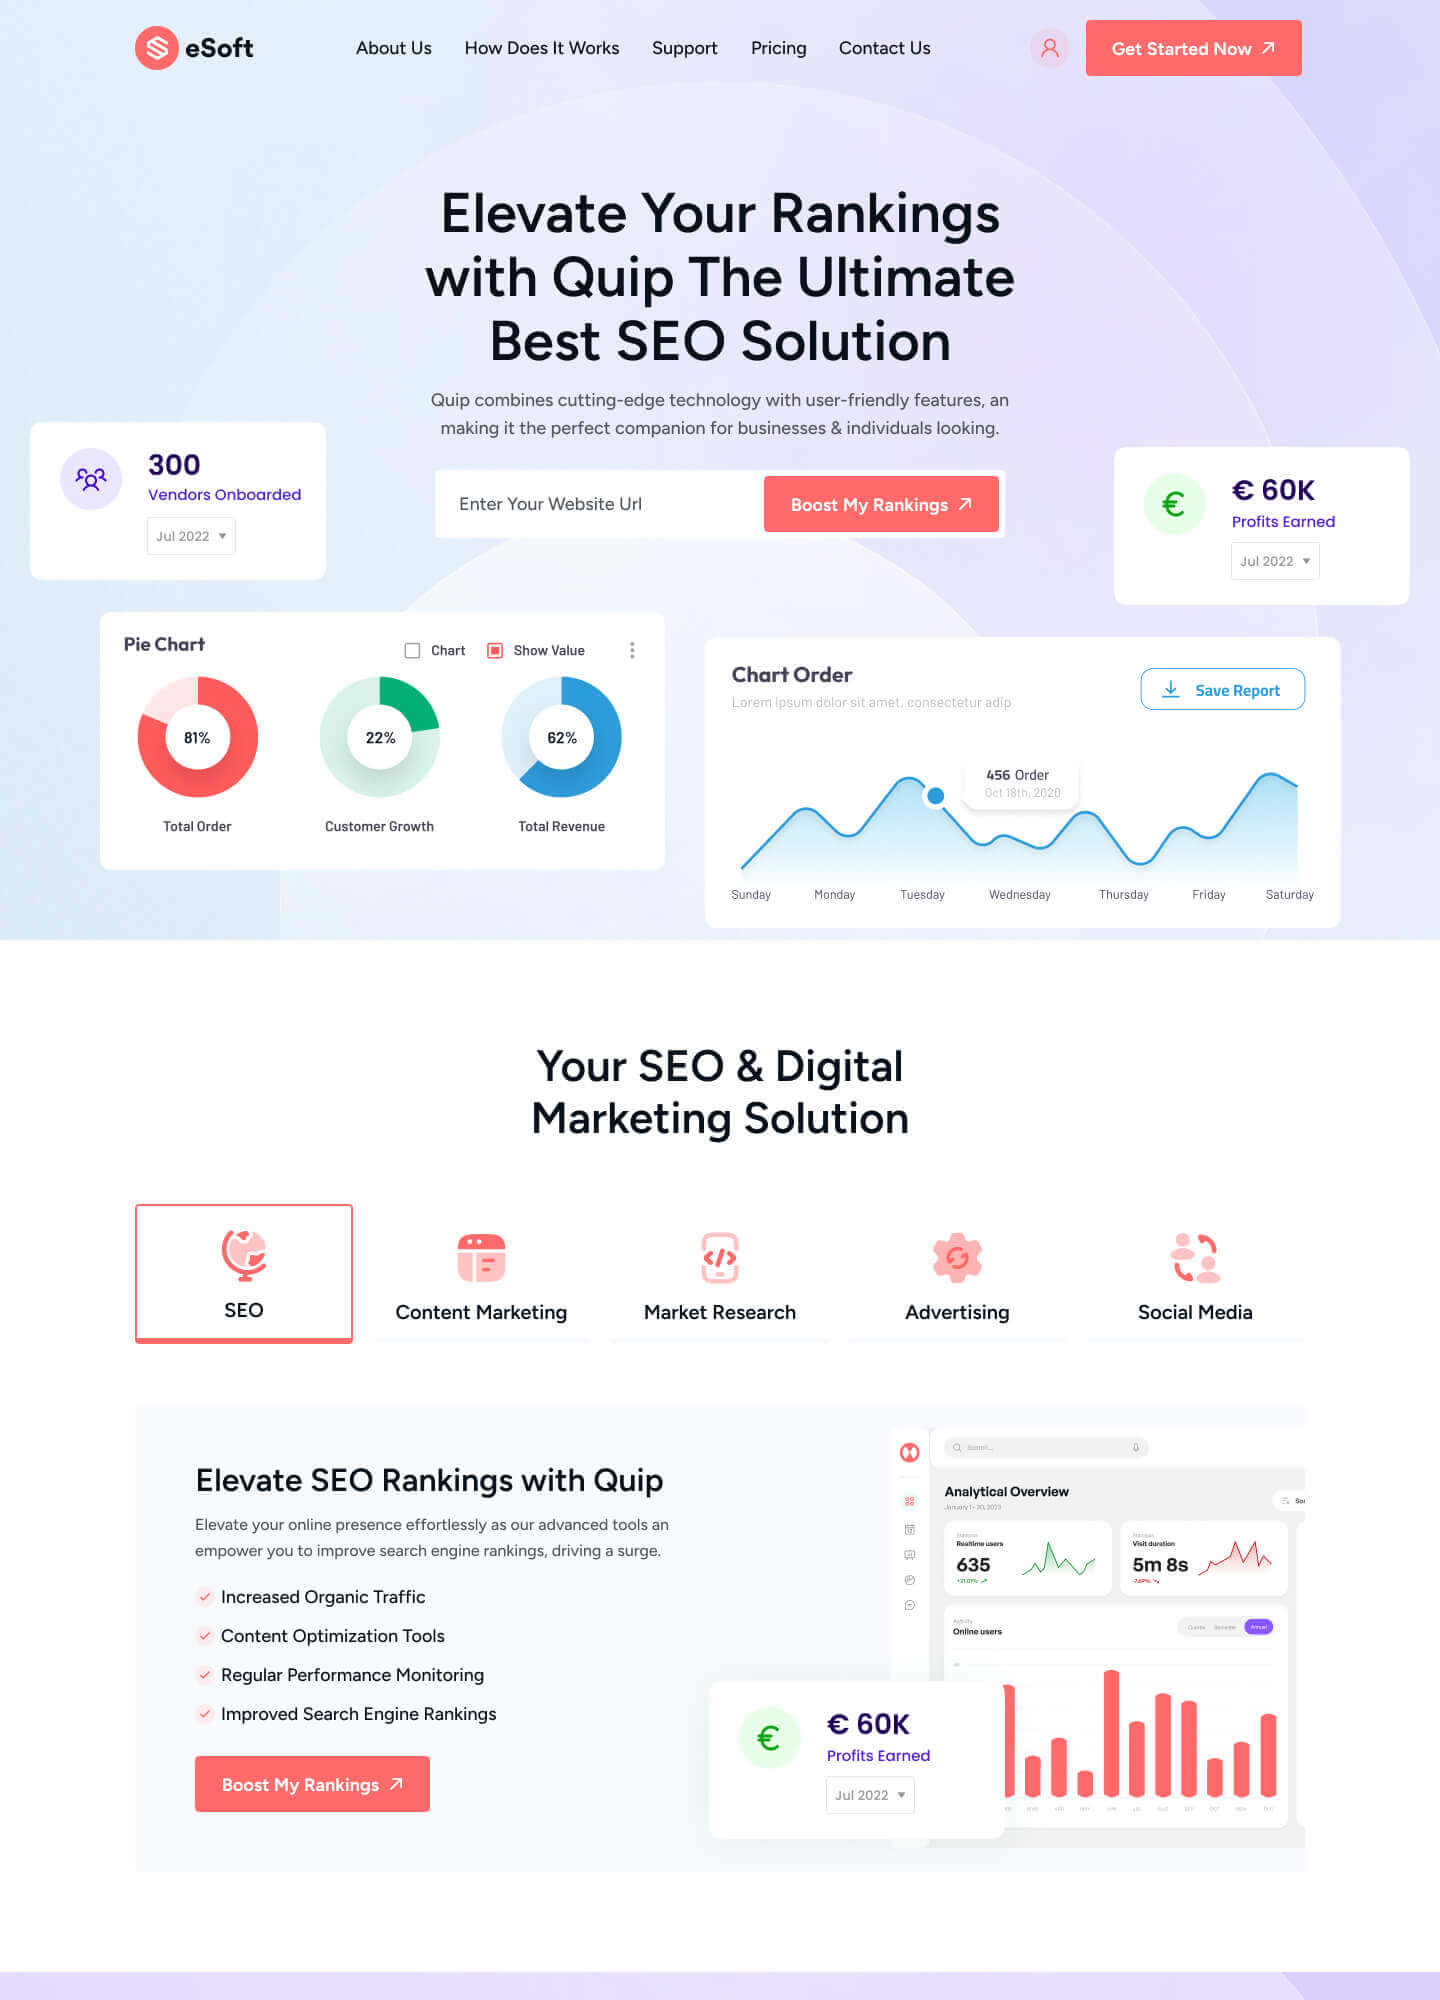 eSoft
About Us
How Does It Works
Support
Pricing
Contact Us
Get Started Now
Elevate Your Rankings
with Quip The Ultimate
Best SEO Solution
Quip combines cutting-edge technology with user-friendly features, an
making it the perfect companion for businesses & individuals looking.
300
Vendors Onboarded
Jul 2022
Enter Your Website Url
Boost My Rankings
€ 60K
Profits Earned
Jul 2022
Pie Chart
Chart
Show Value
81%
22%
62%
Total Order
Customer Growth
Total Revenue
Chart Order
Lorem ipsum dolor sit amet, consectetur adip
Save Report
456 Order
Oct 18th, 2020
Sunday
Monday
Tuesday
Wednesday
Thursday
Friday
Saturday
Your SEO & Digital
Marketing Solution
SEO
Content Marketing
Market Research
Advertising
Social Media
Elevate SEO Rankings with Quip
Elevate your online presence effortlessly as our advanced tools an
empower you to improve search engine rankings, driving a surge.
Increased Organic Traffic
Content Optimization Tools
Regular Performance Monitoring
Improved Search Engine Rankings
Boost My Rankings
Search...
Analytical Overview
January 1 - 30, 2023
Realtime users
635
Visit duration
5m 8s
Activity
Online users
Annual
€ 60K
Profits Earned
Jul 2022